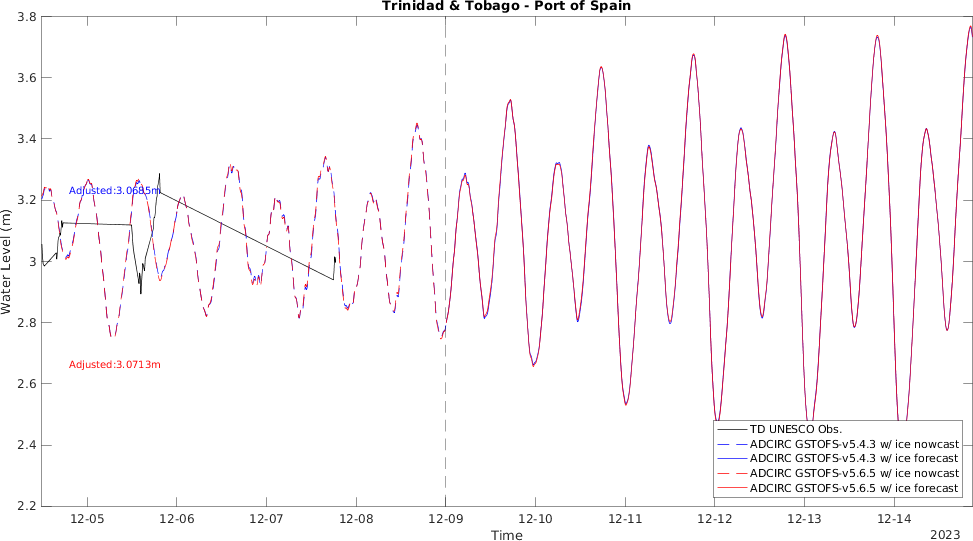 Trinidad & Tobago - Port of Spain
3.8
3.6
3.4
3.2
3
2.8
2.6
2.4
2.2
Water Level (m)
Adjusted:3.0685m
Adjusted:3.0713m
TD UNESCO Obs.
ADCIRC GSTOFS-v5.4.3 w/ ice nowcast
ADCIRC GSTOFS-v5.4.3 w/ ice forecast
ADCIRC GSTOFS-v5.6.5 w/ ice nowcast
ADCIRC GSTOFS-v5.6.5 w/ ice forecast
12-05 12-06 12-07 12-08 12-09 12-10 12-11 12-12 12-13 12-14
Time
2023